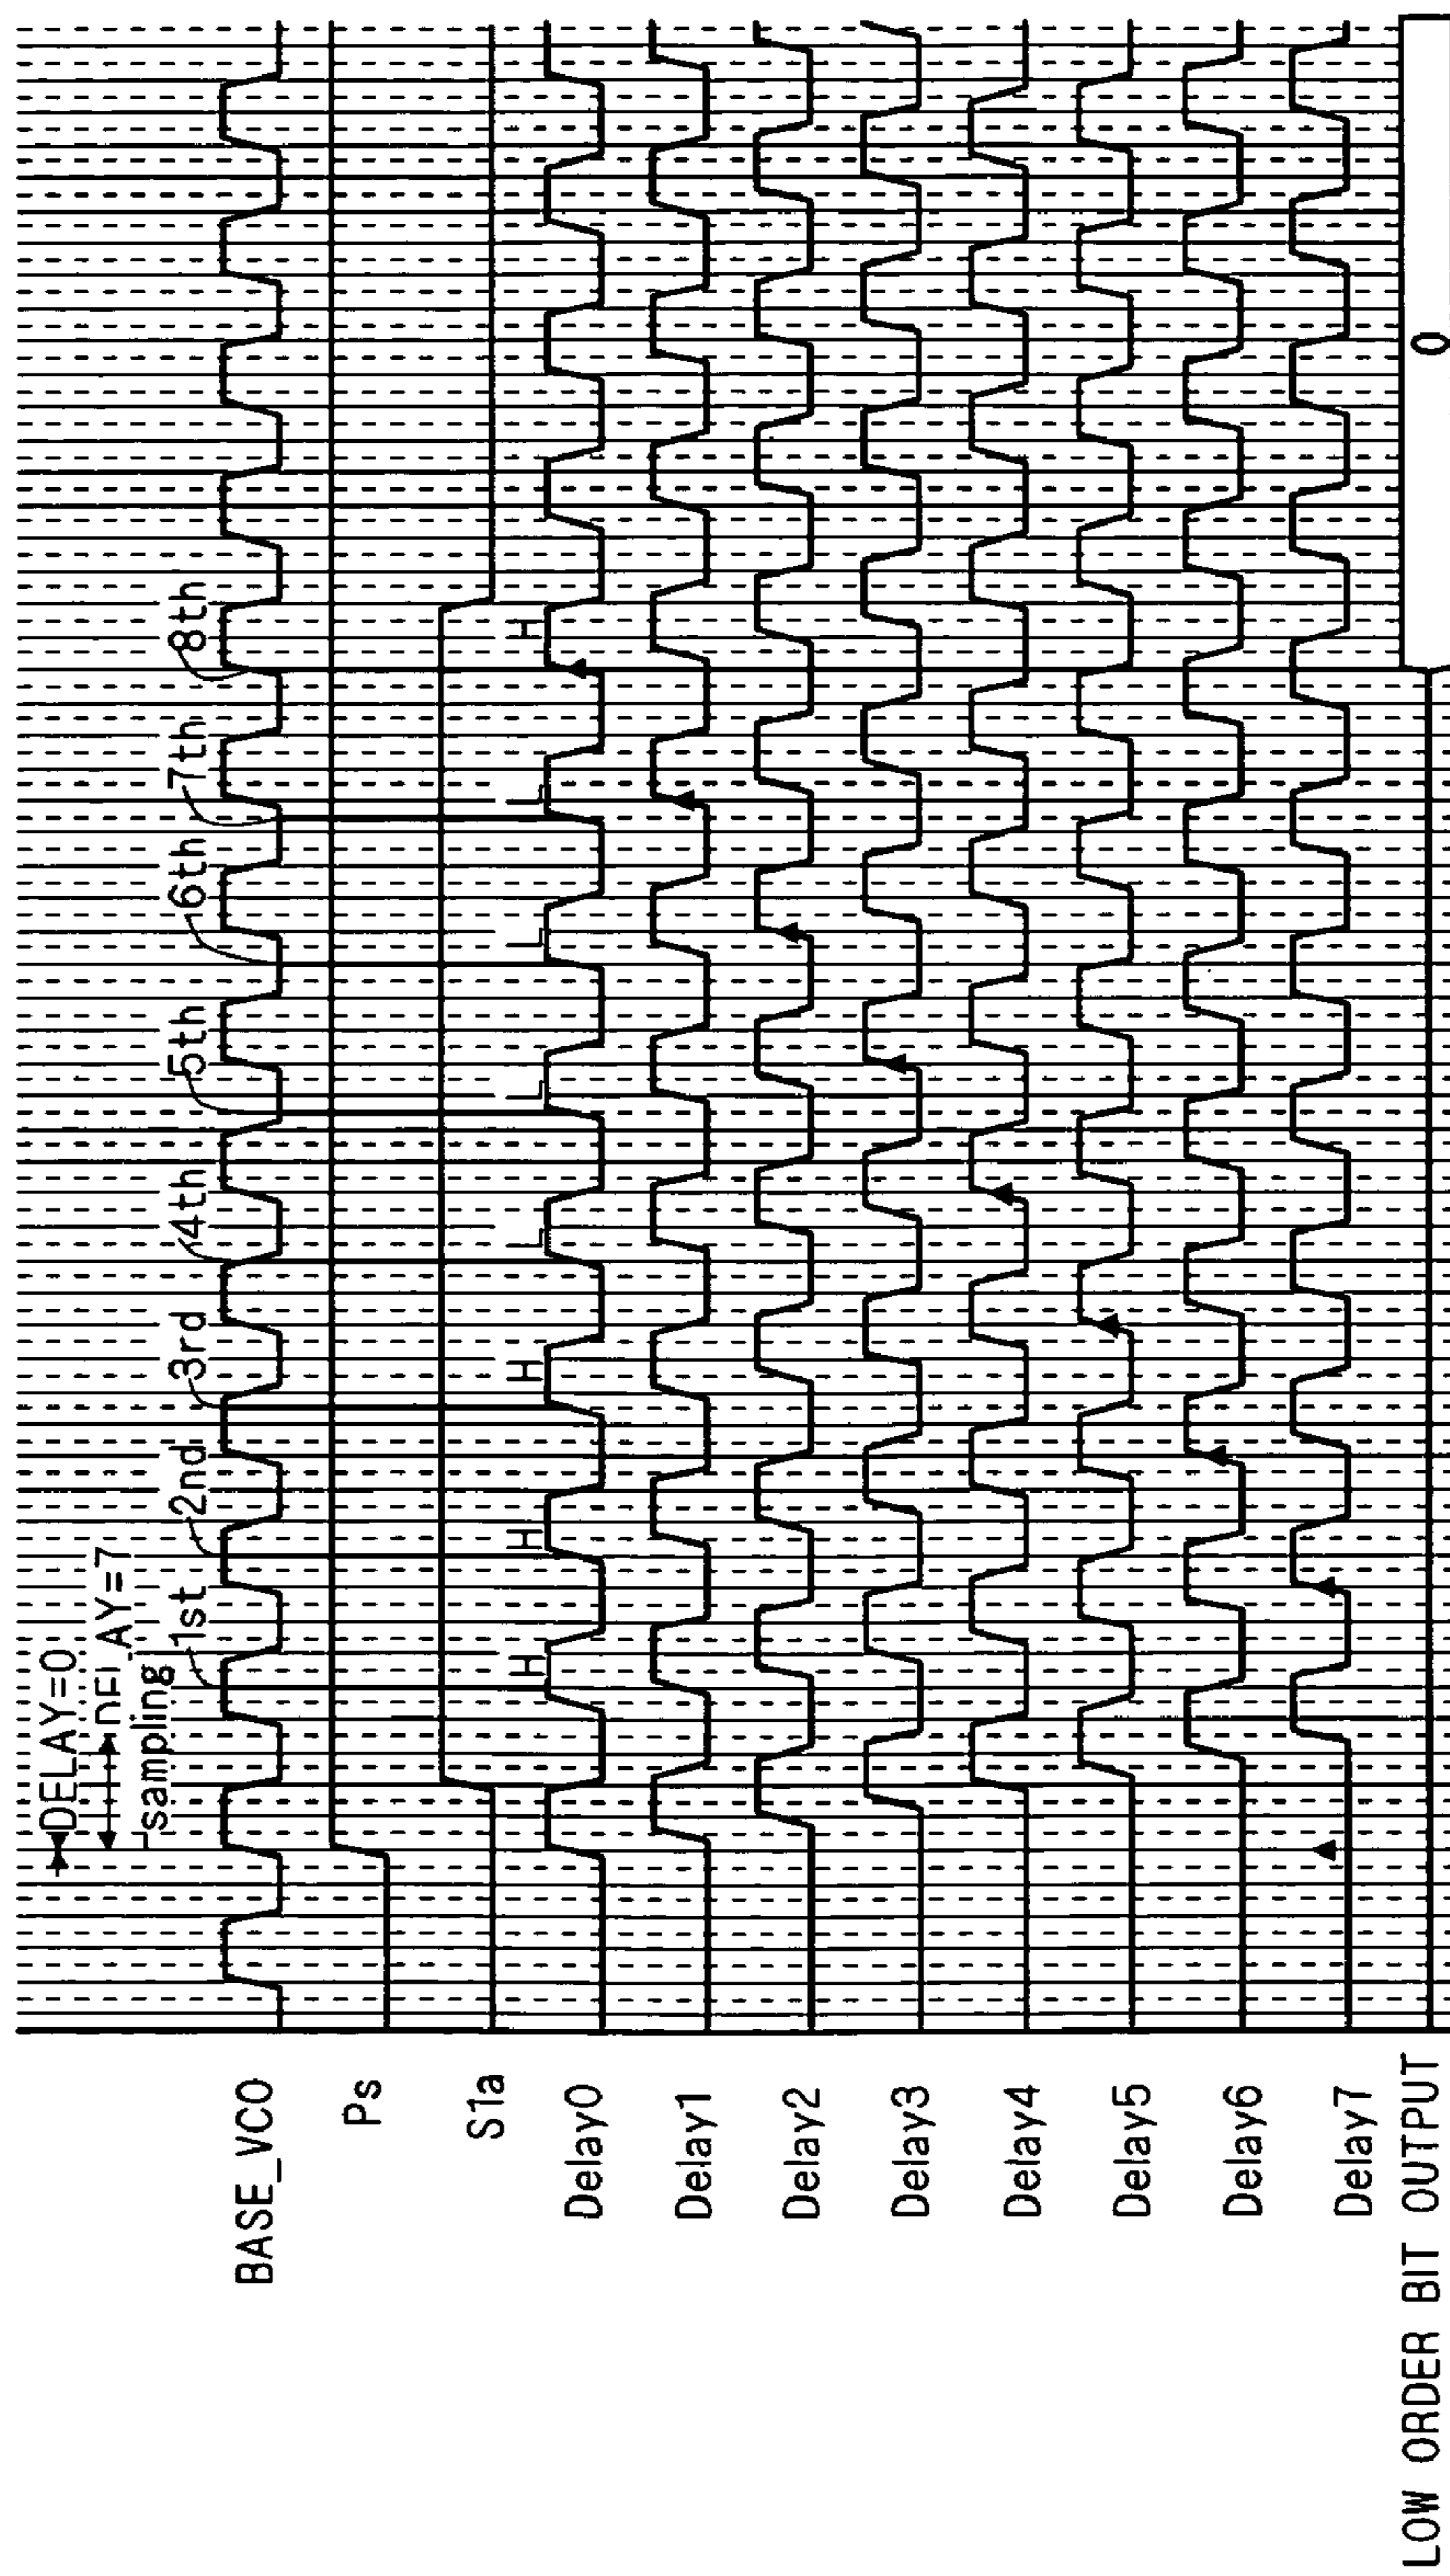 DELAY=0
DELAY=7
sampling
1st
2nd
3rd
4th
5th
6th
7th
8th
BASE_VCO
Ps
S1a
H
H
H
L
L
L
L
H
Delay0
Delay1
Delay2
Delay3
Delay4
Delay5
Delay6
Delay7
LOW ORDER BIT OUTPUT
0